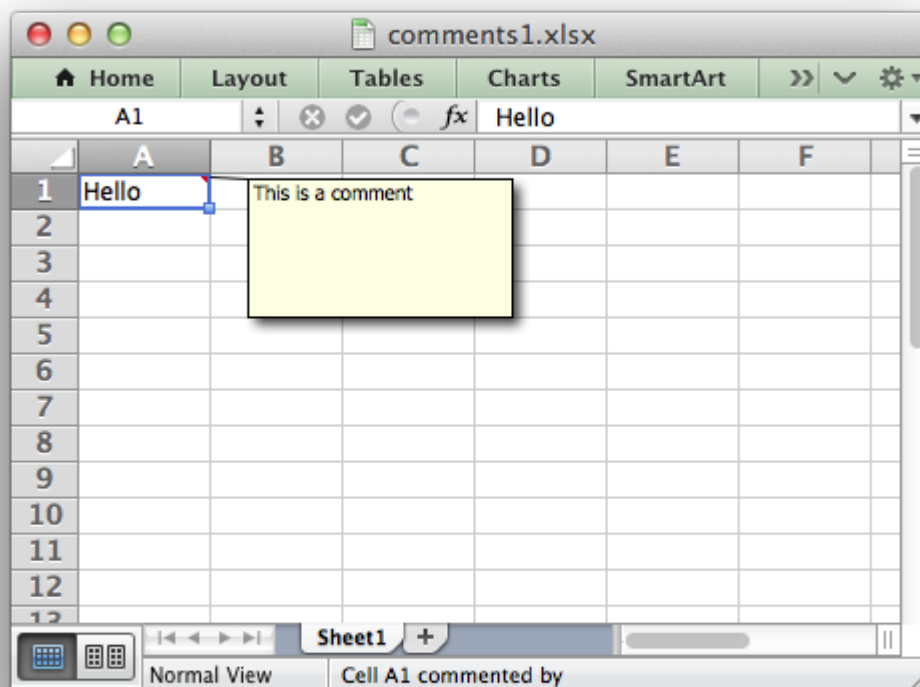 comments1.xlsx
Home Layout Tables Charts SmartArt
A1 fx Hello
A B C D E F
1 Hello This is a comment
2
3
4
5
6
7
8
9
10
11
12
13
Sheet1
Normal View Cell A1 commented by